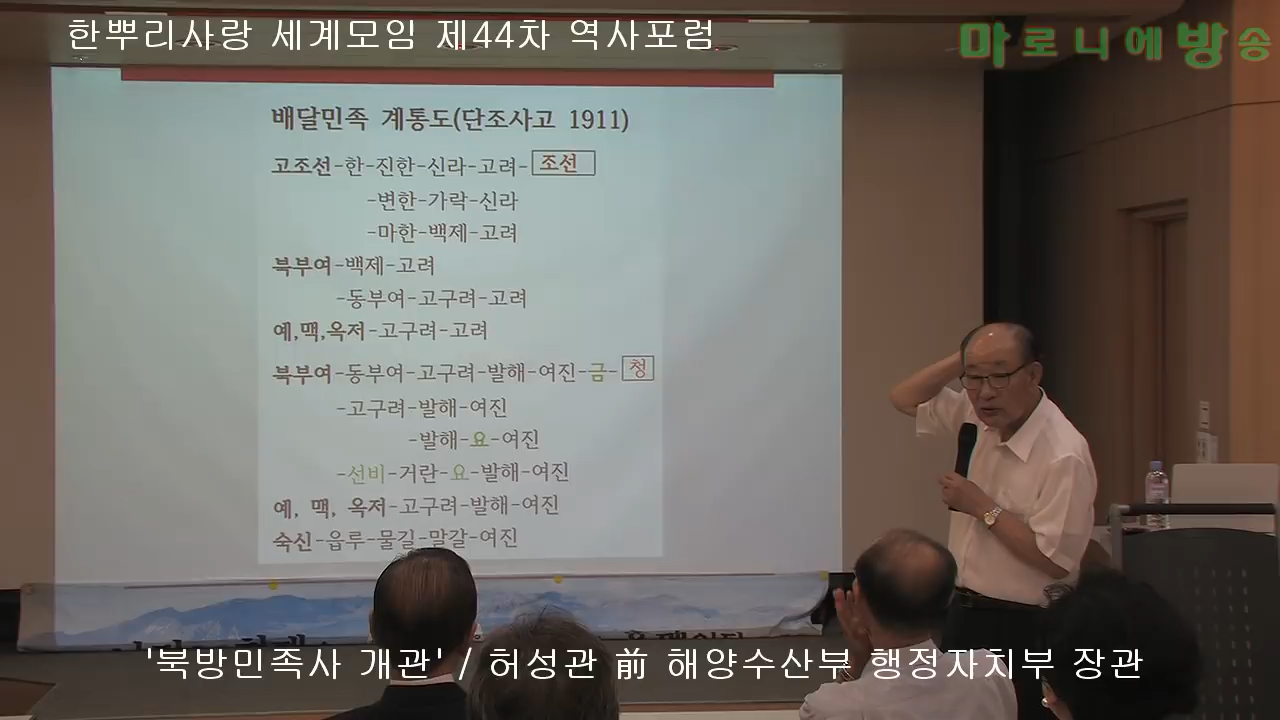 한뿌리사랑 세계모임 제44차 역사포럼
마로니에방송
배달민족 계통도(단조사고 1911)
고조선-한-진한-신라-고려-조선
-변한-가락-신라
-마한-백제-고려
북부여-백제-고려
-동부여-고구려-고려
예,맥,옥저-고구려-고려
북부여-동부여-고구려-발해-여진-금-청
-고구려-발해-여진
-발해-요-여진
-선비-거란-요-발해-여진
예, 맥, 옥저-고구려-발해-여진
숙신-읍루-물길-말갈-여진
'북방민족사 개관' / 허성관 前 해양수산부 행정자치부 장관